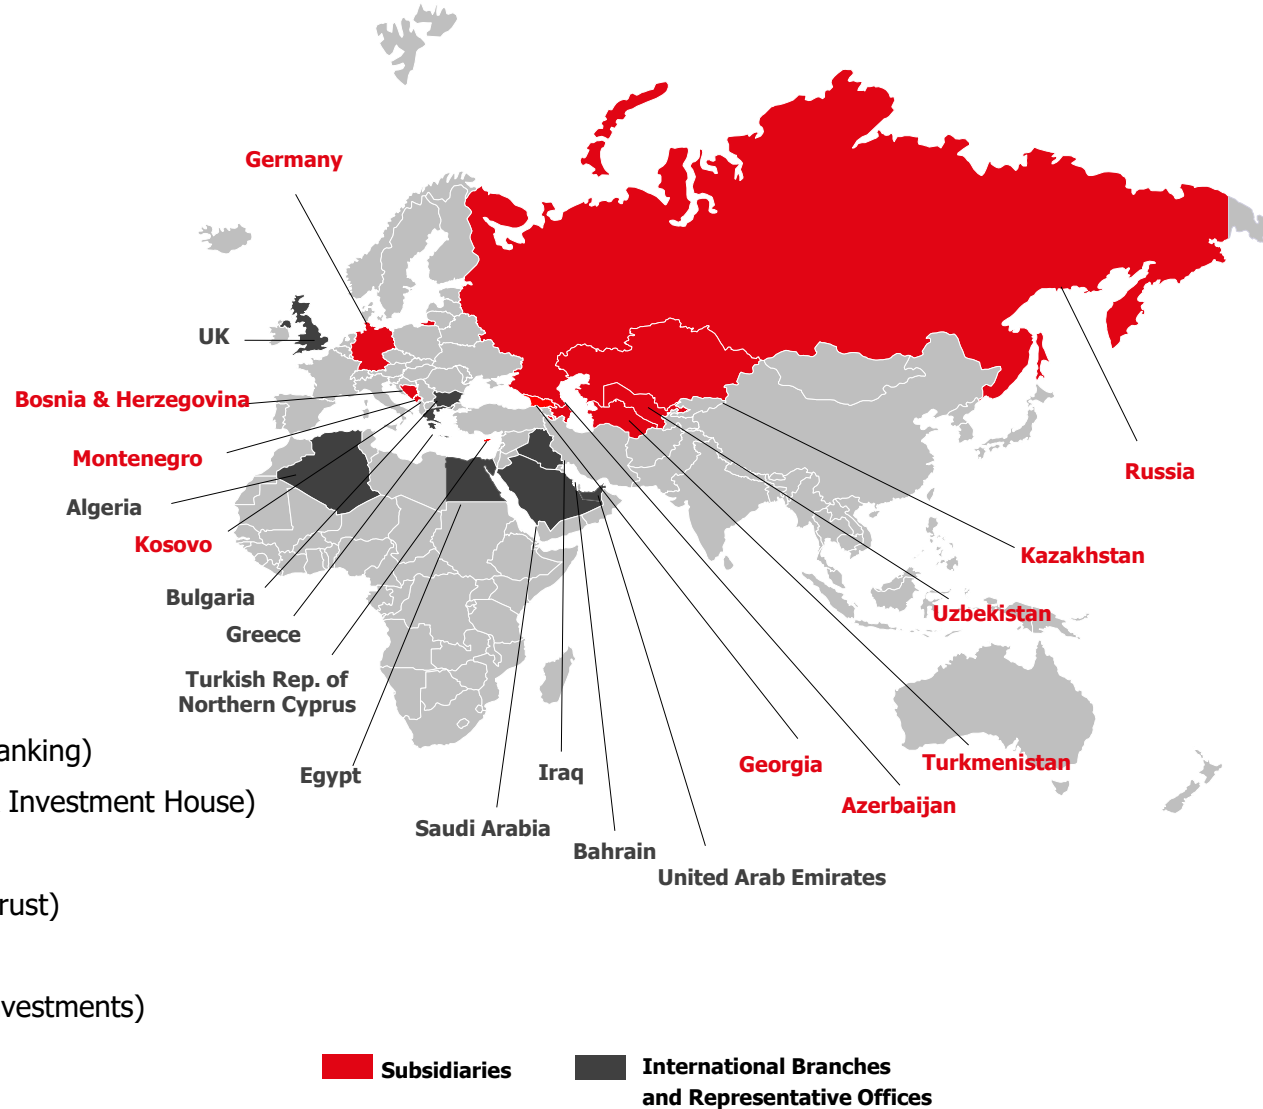 Germany
UK
Bosnia & Herzegovina
Montenegro
Algeria
Kosovo
Bulgaria
Greece
Turkish Rep. of
Northern Cyprus
Egypt
Saudi Arabia
Iraq
Bahrain
United Arab Emirates
Georgia
Azerbaijan
Turkmenistan
Uzbekistan
Kazakhstan
Russia
anking)
Investment House)
rust)
vestments)
Subsidiaries
International Branches
and Representative Offices